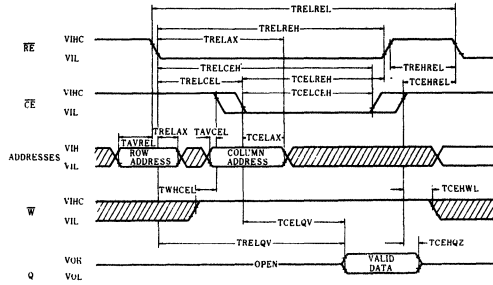 TRELREL
TRELREH
RE VIHC
VIL
TRELAX
TRELCEH
TEHREL
TRELCEL
TCELREH
TCEHREL
CE VIHC
VIL
TCELCEH
TAVREL
TRELAX
TAVCEL
TCELAX
ADDRESSES VIH
VIL
ROW ADDRESS
COLUMN ADDRESS
TWHCEL
TCEHWL
W VIHC
VIL
TCELQV
TRELQV
TCEHQZ
VOH
Q VOL
OPEN
VALID DATA